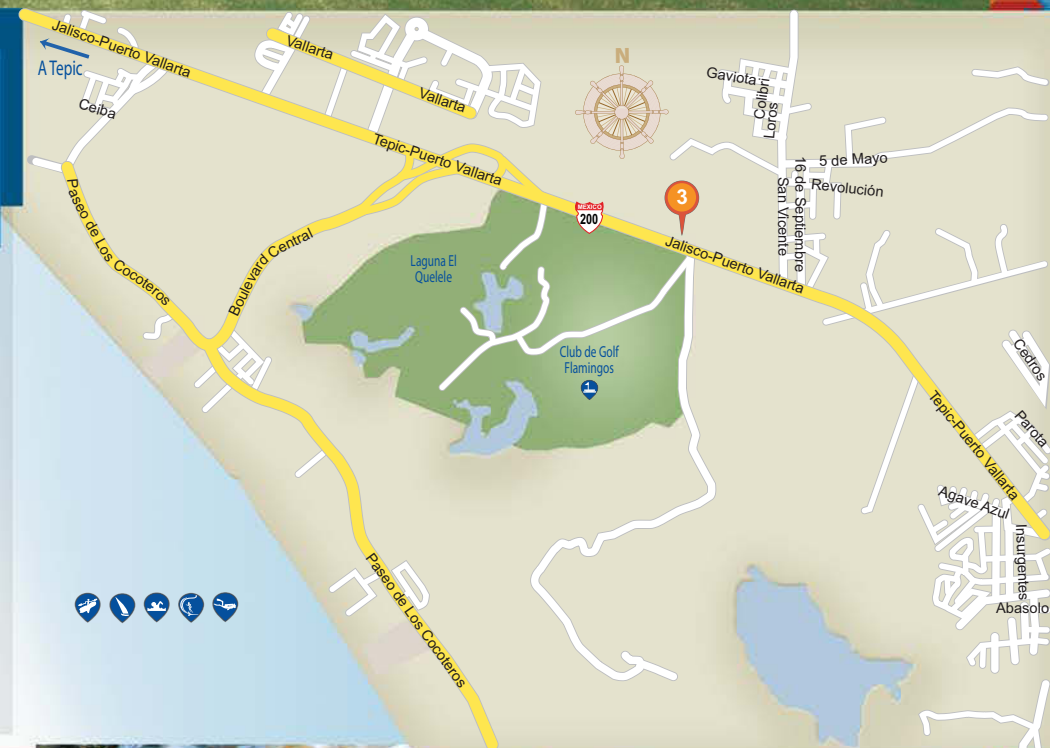 Jalisco-Puerto Vallarta
A Tepic
Ceiba
Vallarta
Vallarta
N
Gaviota
Colibri
Loros
Tepic-Puerto Vallarta
5 de Mayo
Revolución
16 de Septiembre
San Vicente
3
MEXICO
200
Jalisco-Puerto Vallarta
Paseo de Los Cocoteros
Boulevard Central
Laguna El
Quelele
Club de Golf
Flamingos
Cedros
Parota
Tepic-Puerto Vallarta
Agave Azul
Insurgentes
Abasolo
Paseo de Los Cocoteros